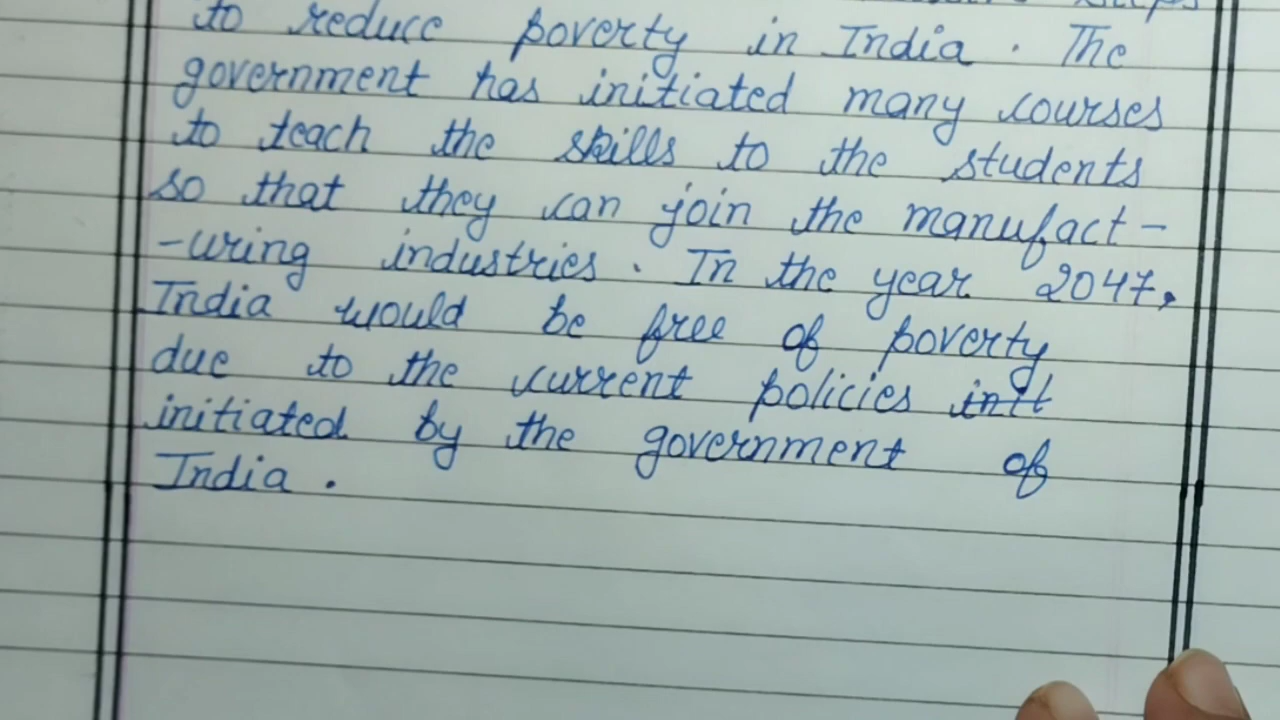 steps
to reduce poverty in India. The
government has initiated many courses
to teach the skills to the students
so that they can join the manufact-
-uring industries. In the year 2047,
India would be free of poverty
due to the current policies
initiated by the government of
India.